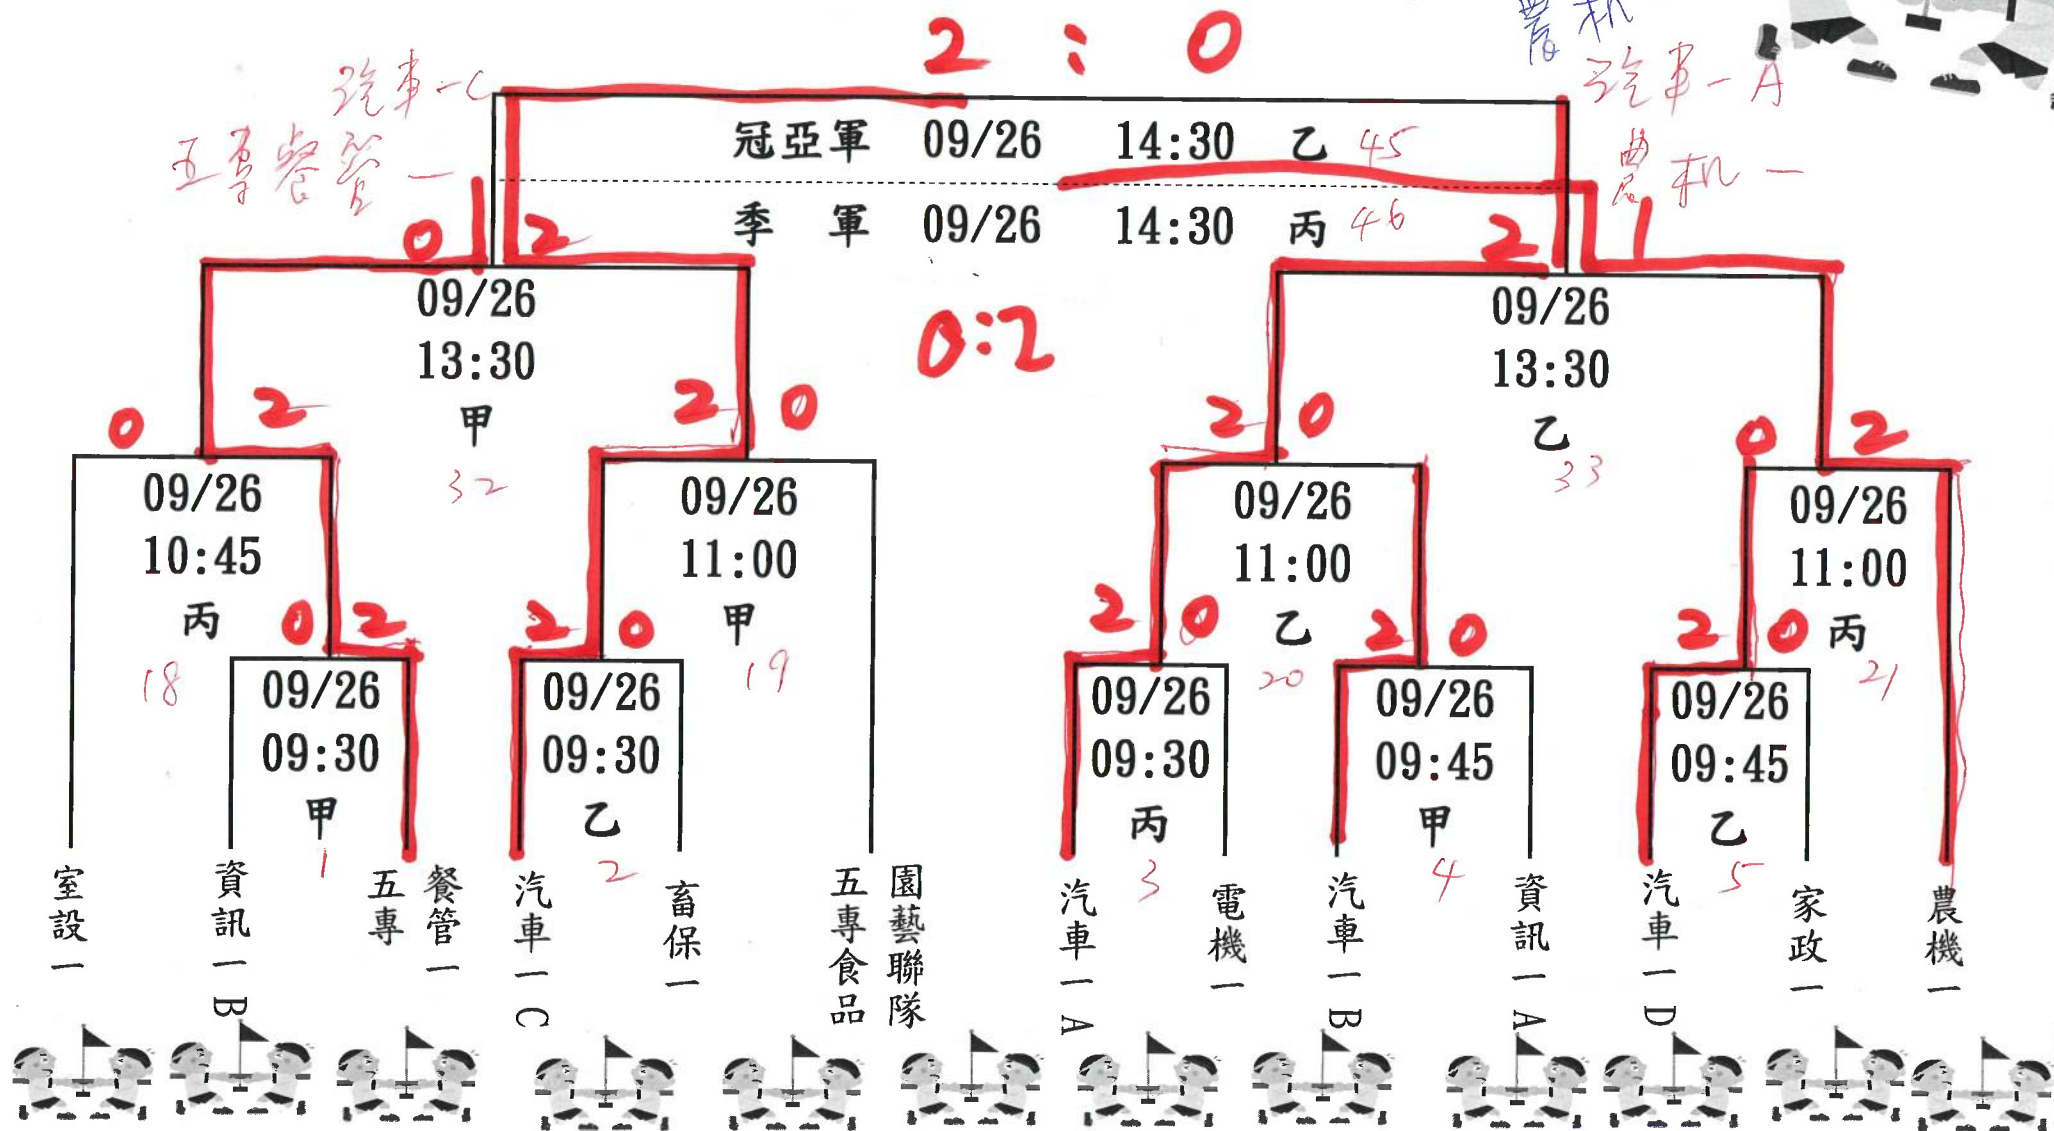 2 : 0
農机
汽車一C
汽車一A
冠亞軍 09/26 14:30 乙 45
五專餐管一
農机一
季 軍 09/26 14:30 丙 46
0 2
2 1
09/26
13:30
甲
32
0:2
09/26
13:30
乙
33
0 2
09/26
10:45
丙
18
2 0
09/26
11:00
甲
19
2 0
09/26
11:00
乙
20
0 2
09/26
11:00
丙
21
0 2
09/26
09:30
甲
1
2 0
09/26
09:30
乙
2
2 0
09/26
09:30
丙
3
2 0
09/26
09:45
甲
4
2 0
09/26
09:45
乙
5
室設一
資訊一B
五專
餐管一
汽車一C
畜保一
五專食品
園藝聯隊
汽車一A
電機一
汽車一B
資訊一A
汽車一D
家政一
農機一